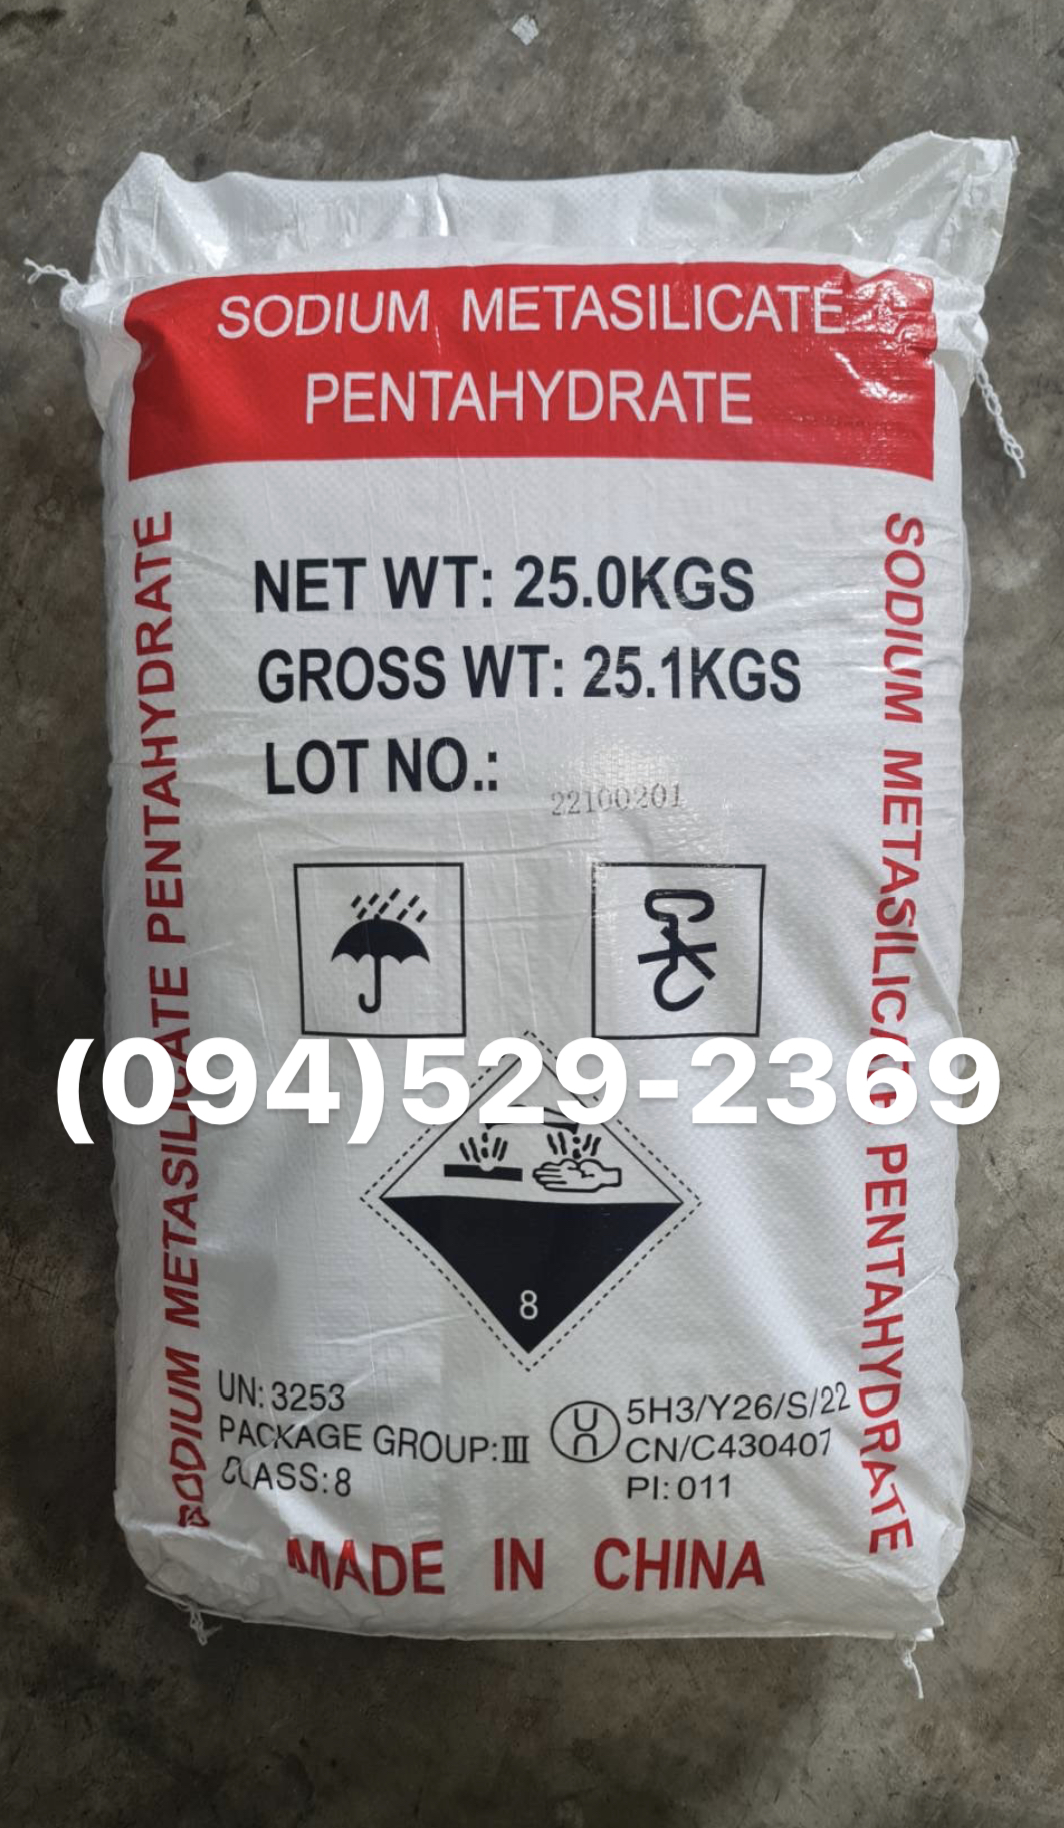 SODIUM METASILICATE
PENTAHYDRATE
SODIUM METASILICATE PENTAHYDRATE
SODIUM METASILICATE PENTAHYDRATE
NET WT: 25.0KGS
GROSS WT: 25.1KGS
LOT NO.:
22100201
(094)529-2369
8
UN: 3253
PACKAGE GROUP:III
CLASS: 8
UN
5H3/Y26/S/22
CN/C430407
PI: 011
MADE IN CHINA